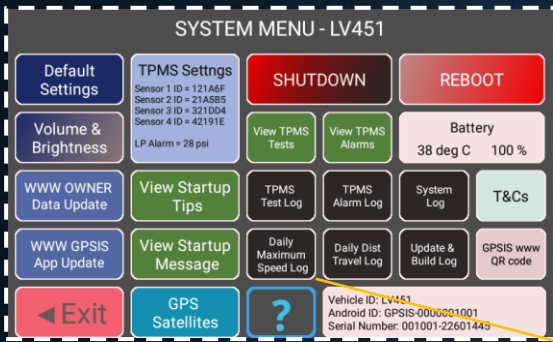 SYSTEM MENU - LV451
Default
Settings
TPMS Settngs
Sensor 1 ID = 121A6F
Sensor 2 ID = 21A5B5
Sensor 3 ID = 321DD4
Sensor 4 ID = 42191E
LP Alarm = 28 psi
SHUTDOWN
REBOOT
Volume &
Brightness
View TPMS
Tests
View TPMS
Alarms
Battery
38 deg C 100 %
WWW OWNER
Data Update
View Startup
Tips
TPMS
Test Log
TPMS
Alarm Log
System
Log
T&Cs
WWW GPSIS
App Update
View Startup
Message
Daily
Maximum
Speed Log
Daily Dist
Travel Log
Update &
Build Log
GPSIS www
QR code
◄Exit
GPS
Satellites
?
Vehicle ID: LV451
Android ID: GPSIS-0000001001
Serial Number: 001001-22601445